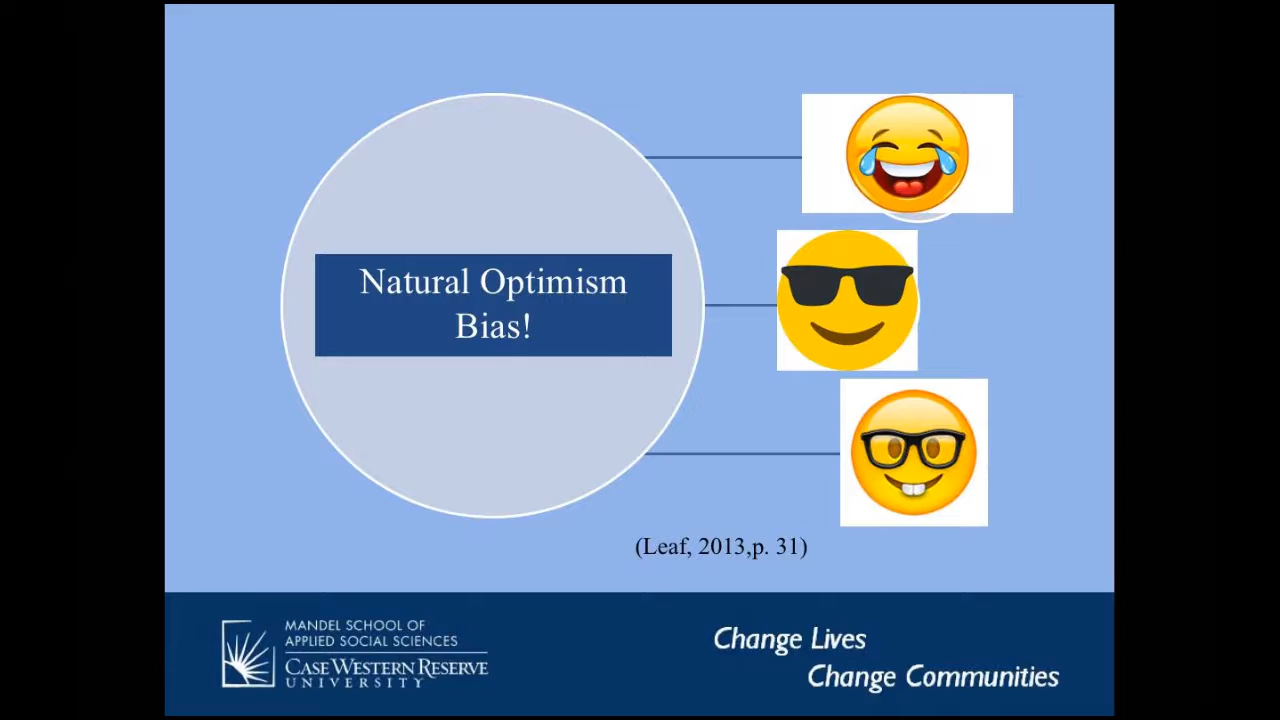 Natural Optimism
Bias!
(Leaf, 2013,p. 31)
MANDEL SCHOOL OF
APPLIED SOCIAL SCIENCES
CASE WESTERN RESERVE
UNIVERSITY
Change Lives
Change Communities